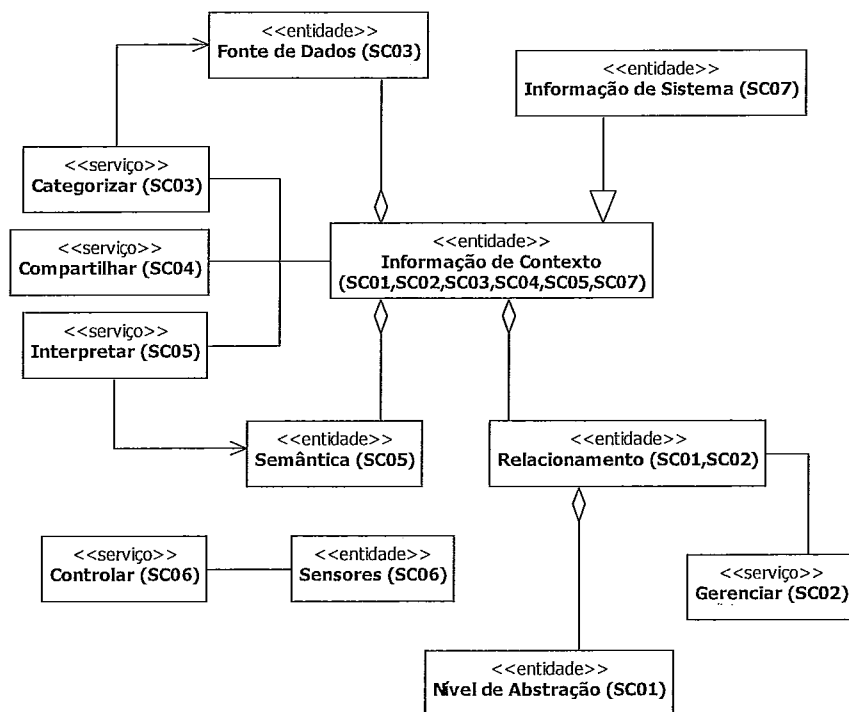 <<entidade>>
Fonte de Dados (SC03)
<<entidade>>
Informação de Sistema (SC07)
<<serviço>>
Categorizar (SC03)
<<serviço>>
Compartilhar (SC04)
<<entidade>>
Informação de Contexto
(SC01,SC02,SC03,SC04,SC05,SC07)
<<serviço>>
Interpretar (SC05)
<<entidade>>
Semântica (SC05)
<<entidade>>
Relacionamento (SC01,SC02)
<<serviço>>
Controlar (SC06)
<<entidade>>
Sensores (SC06)
<<serviço>>
Gerenciar (SC02)
<<entidade>>
Nível de Abstração (SC01)